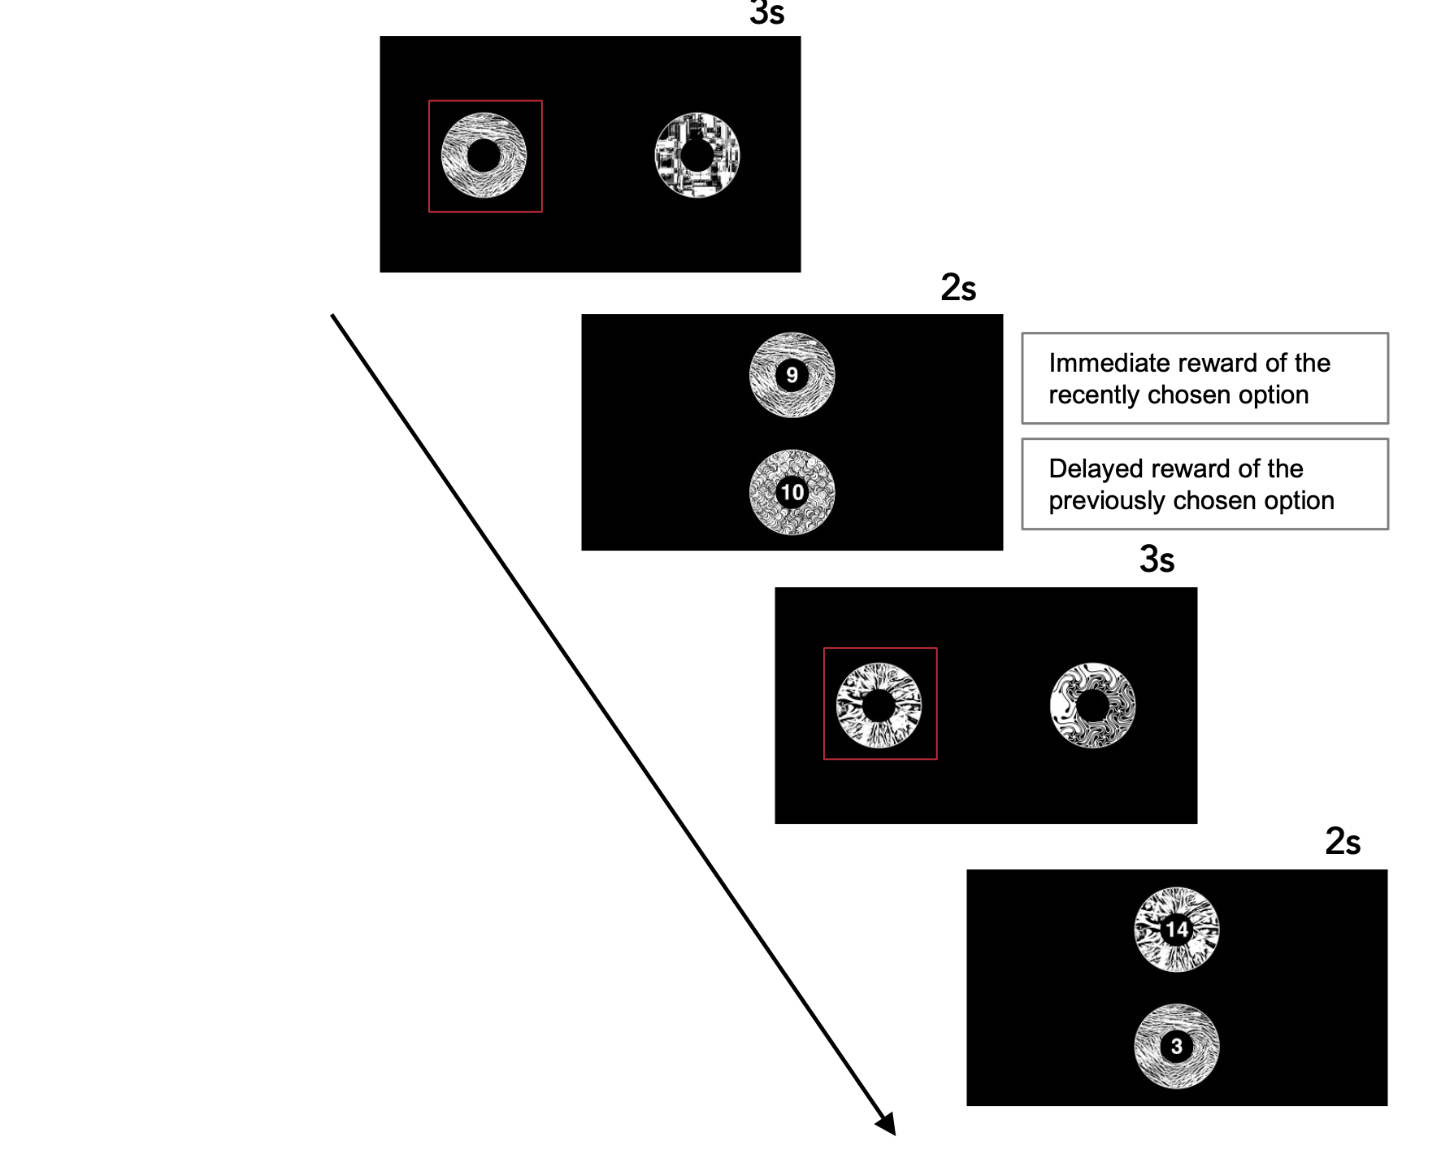 3s
2s
9
Immediate reward of the
recently chosen option
10
Delayed reward of the
previously chosen option
3s
2s
14
3